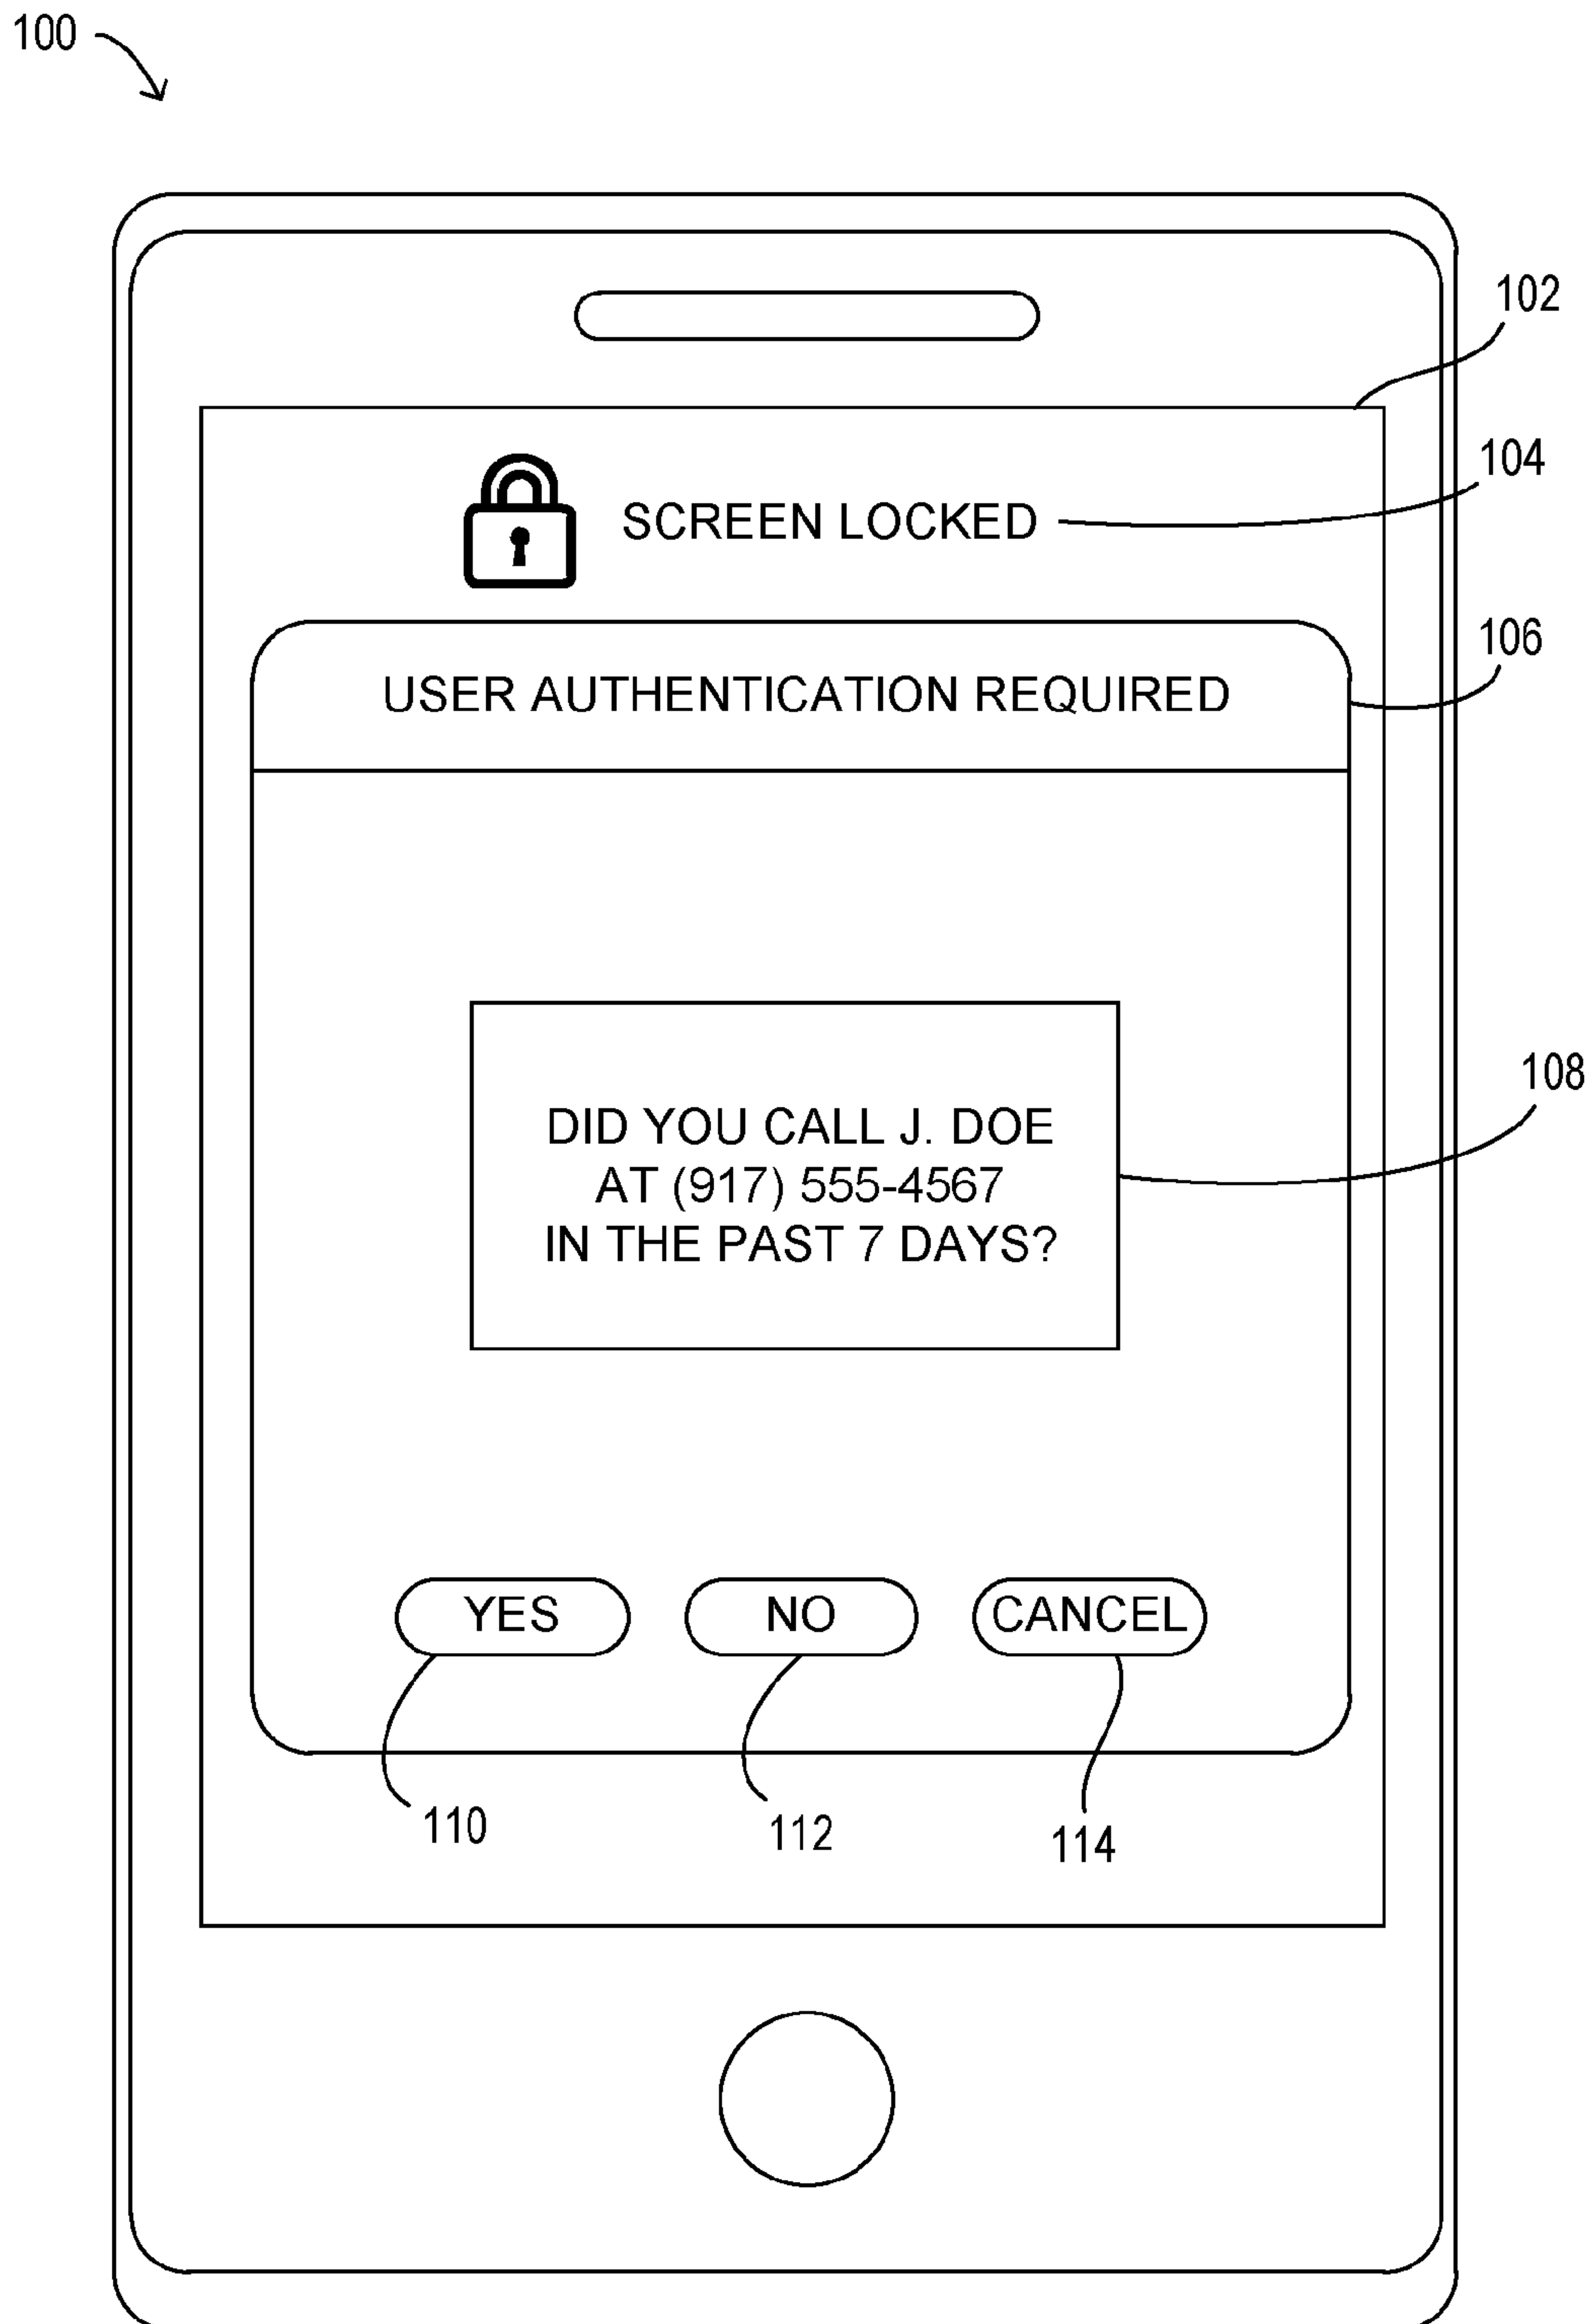 100
102
104
SCREEN LOCKED
106
USER AUTHENTICATION REQUIRED
108
DID YOU CALL J. DOE
AT (917) 555-4567
IN THE PAST 7 DAYS?
YES NO CANCEL
110 112 114